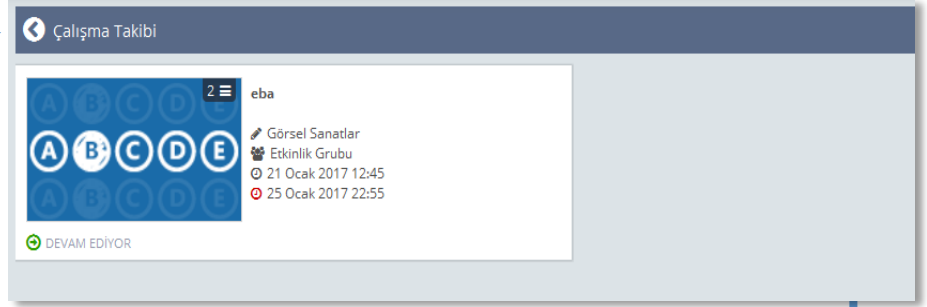 Çalışma Takibi
2
eba
A B C D E
Görsel Sanatlar
A B C D E
Etkinlik Grubu
21 Ocak 2017 12:45
A B C D E
25 Ocak 2017 22:55
DEVAM EDİYOR